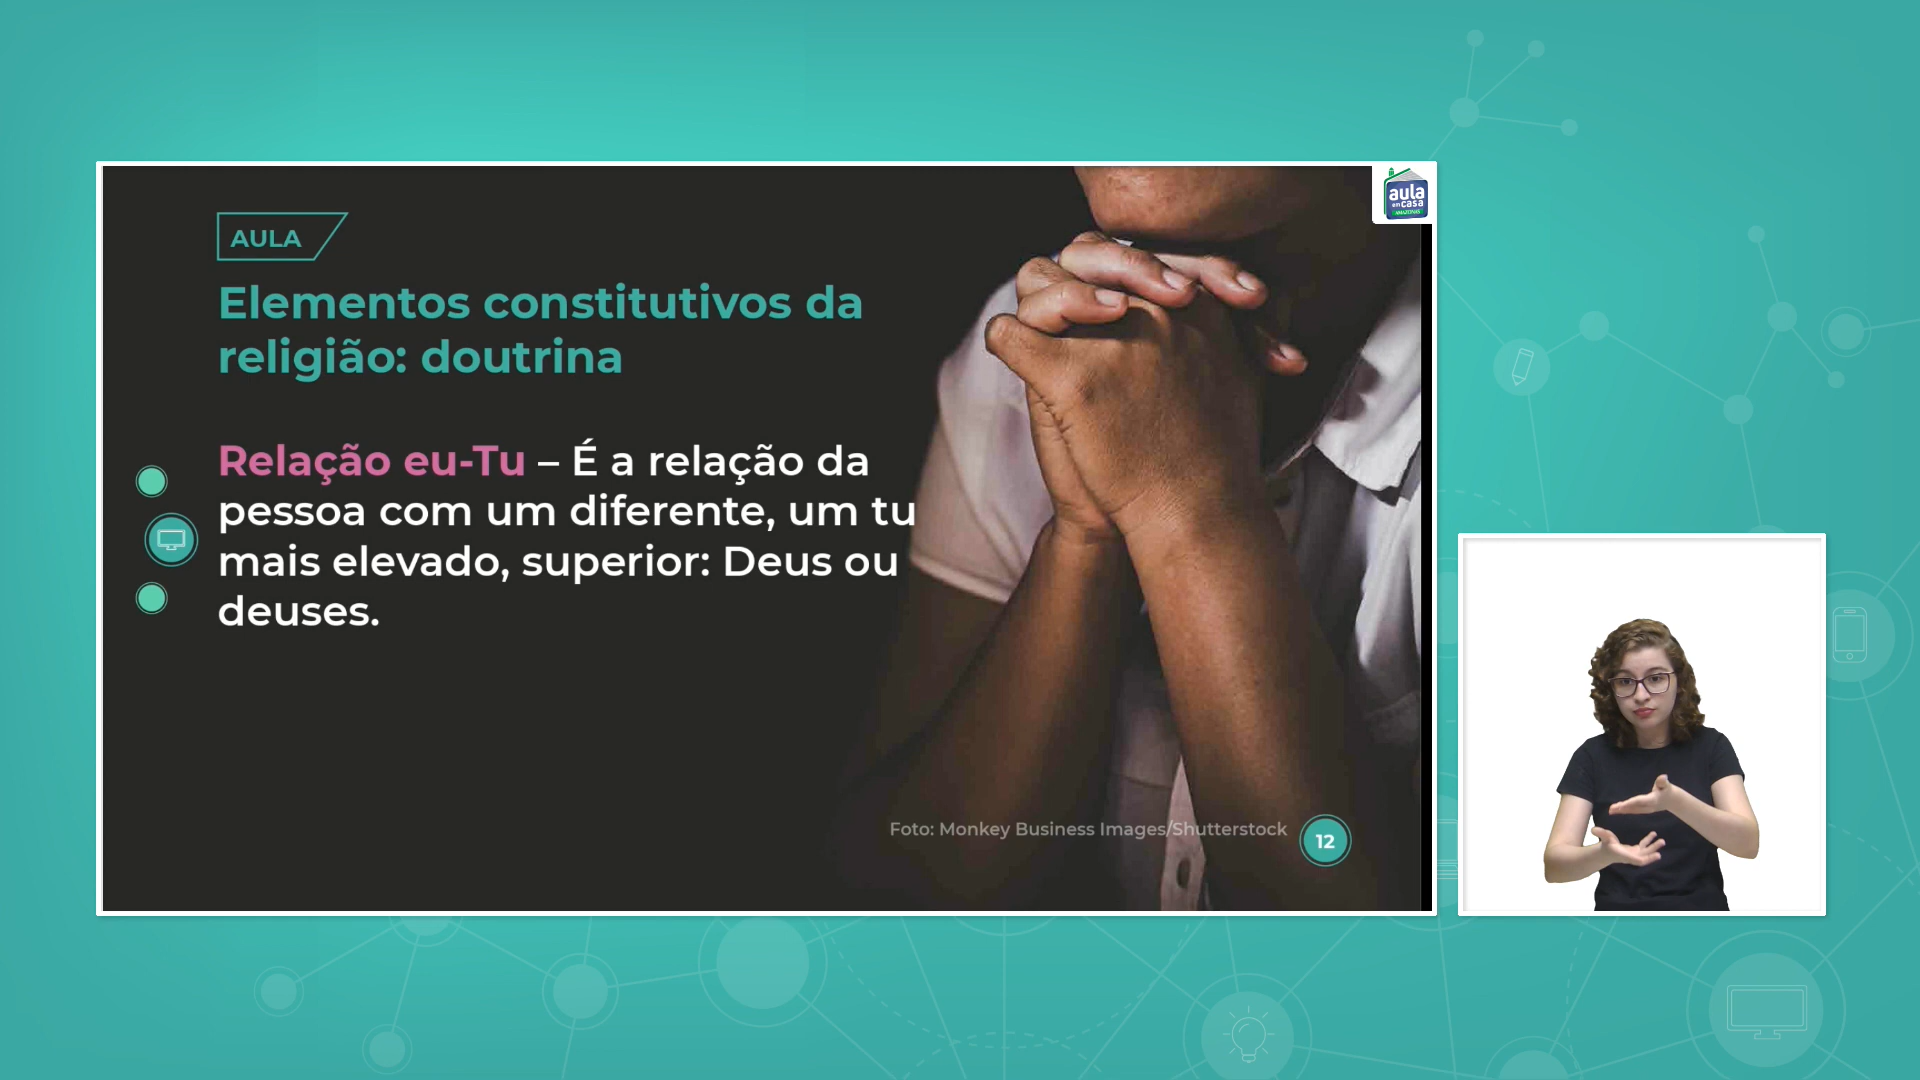 aula
em casa
AMAZONAS
AULA
Elementos constitutivos da
religião: doutrina
Relação eu-Tu – É a relação da
pessoa com um diferente, um tu
mais elevado, superior: Deus ou
deuses.
Foto: Monkey Business Images/Shutterstock
12